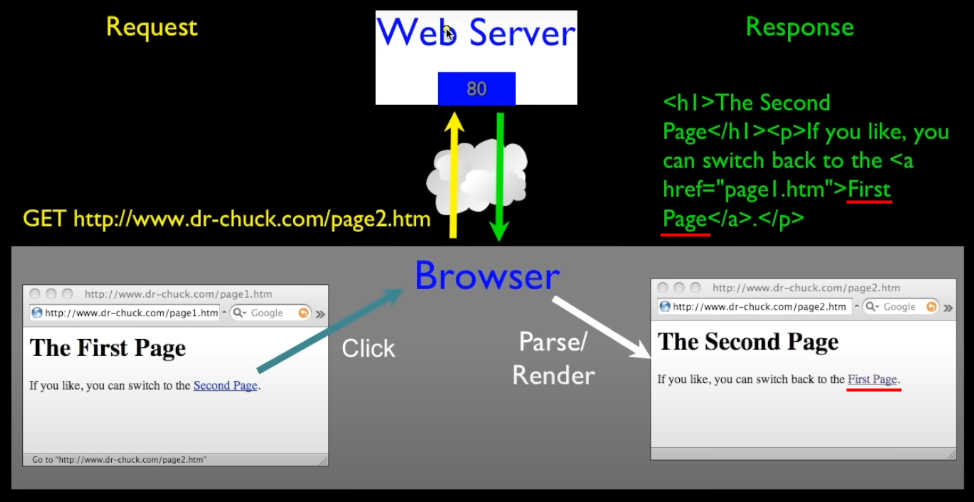 Request
Web Server
Response
80
<h1>The Second
Page</h1><p>If you like, you
can switch back to the <a
href="page1.htm">First
Page</a>.</p>
GET http://www.dr-chuck.com/page2.htm
Browser
http://www.dr-chuck.com/page1.htm
http://www.dr-chuck.com/page1.htm
Google
»
The First Page
If you like, you can switch to the Second Page.
Go to "http://www.dr-chuck.com/page2.htm"
Click
Parse/
Render
http://www.dr-chuck.com/page2.htm
http://www.dr-chuck.com/page2.htm
Google
»
The Second Page
If you like, you can switch back to the First Page.